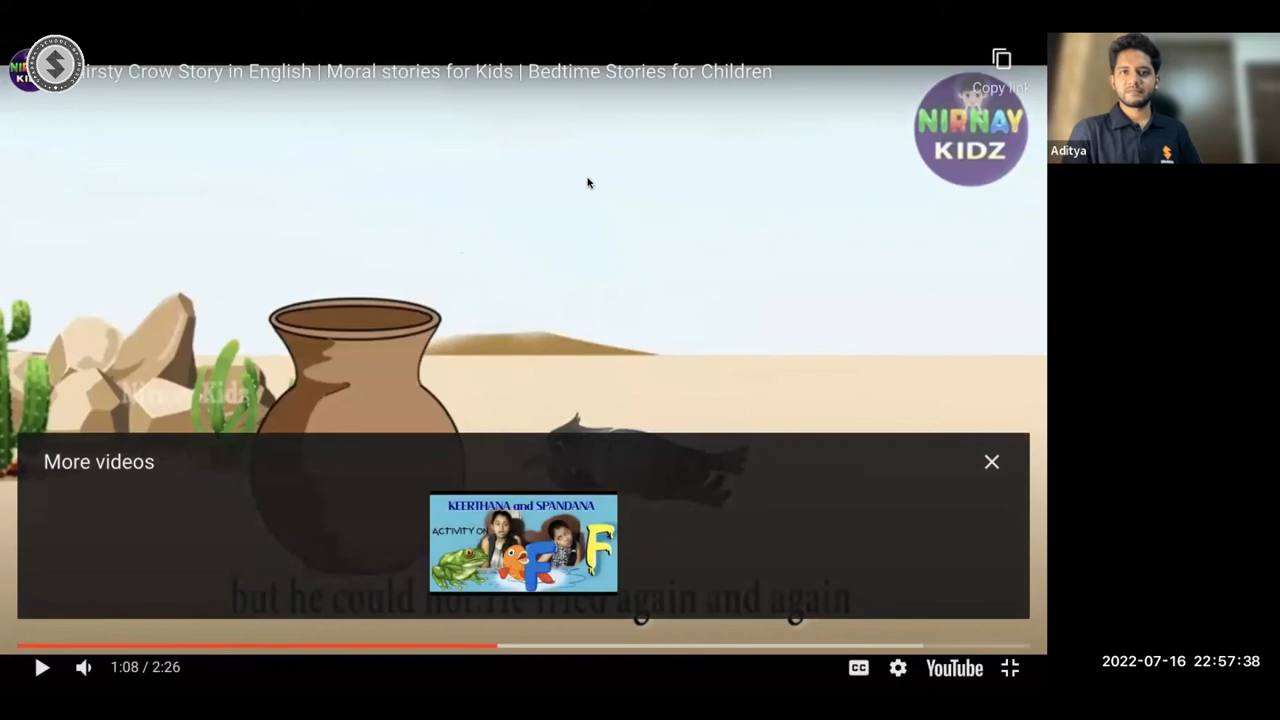 irsty Crow Story in English | Moral stories for Kids | Bedtime Stories for Children
Copy link
NIRNAY
KIDZ
Aditya
More videos
KEERTHANA and SPANDANA
ACTIVITY ON
F F
but he could not. He tried again and again
1:08 / 2:26
CC
YouTube
2022-07-16 22:57:38